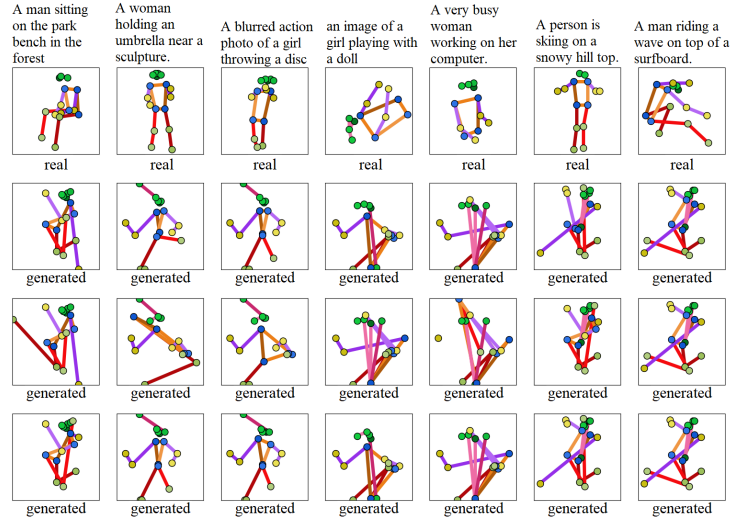 A man sitting
on the park
bench in the
forest
A woman
holding an
umbrella near a
sculpture.
A blurred action
photo of a girl
throwing a disc
an image of a
girl playing with
a doll
A very busy
woman
working on her
computer.
A person is
skiing on a
snowy hill top.
A man riding a
wave on top of a
surfboard.
real real real real real real real
generated generated generated generated generated generated generated
generated generated generated generated generated generated generated
generated generated generated generated generated generated generated